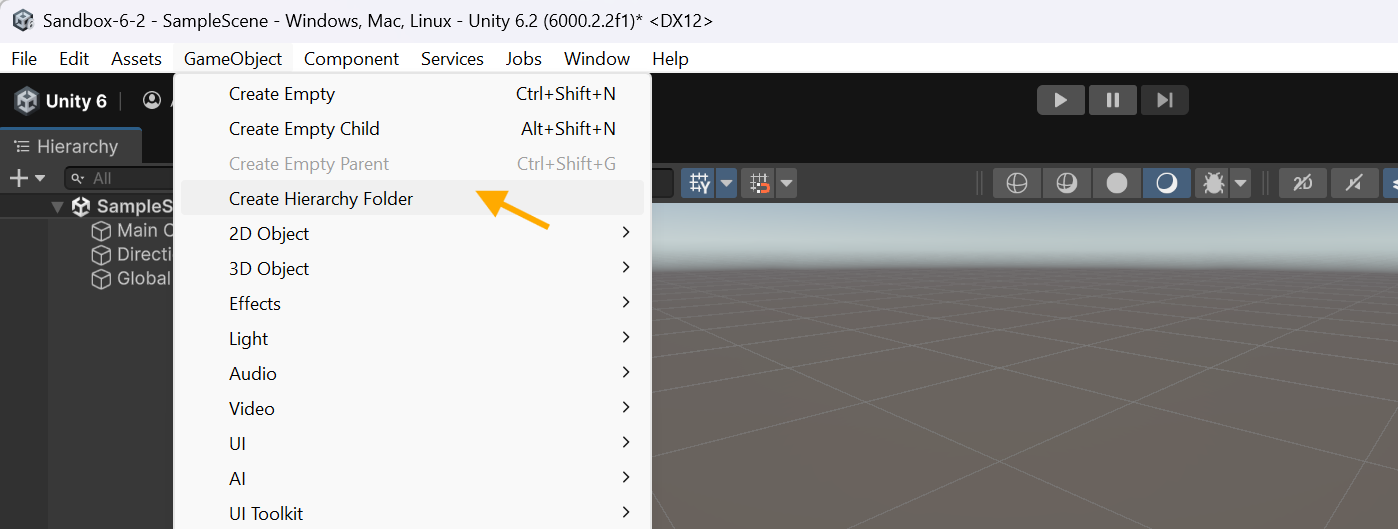 Sandbox-6-2 - SampleScene - Windows, Mac, Linux - Unity 6.2 (6000.2.2f1)* <DX12>
File Edit Assets GameObject Component Services Jobs Window Help
Unity 6
Create Empty Ctrl+Shift+N
Create Empty Child Alt+Shift+N
Hierarchy
Create Empty Parent Ctrl+Shift+G
All
Create Hierarchy Folder
2D
SampleS
Main C
2D Object
Directi
3D Object
Global
Effects
Light
Audio
Video
UI
AI
UI Toolkit